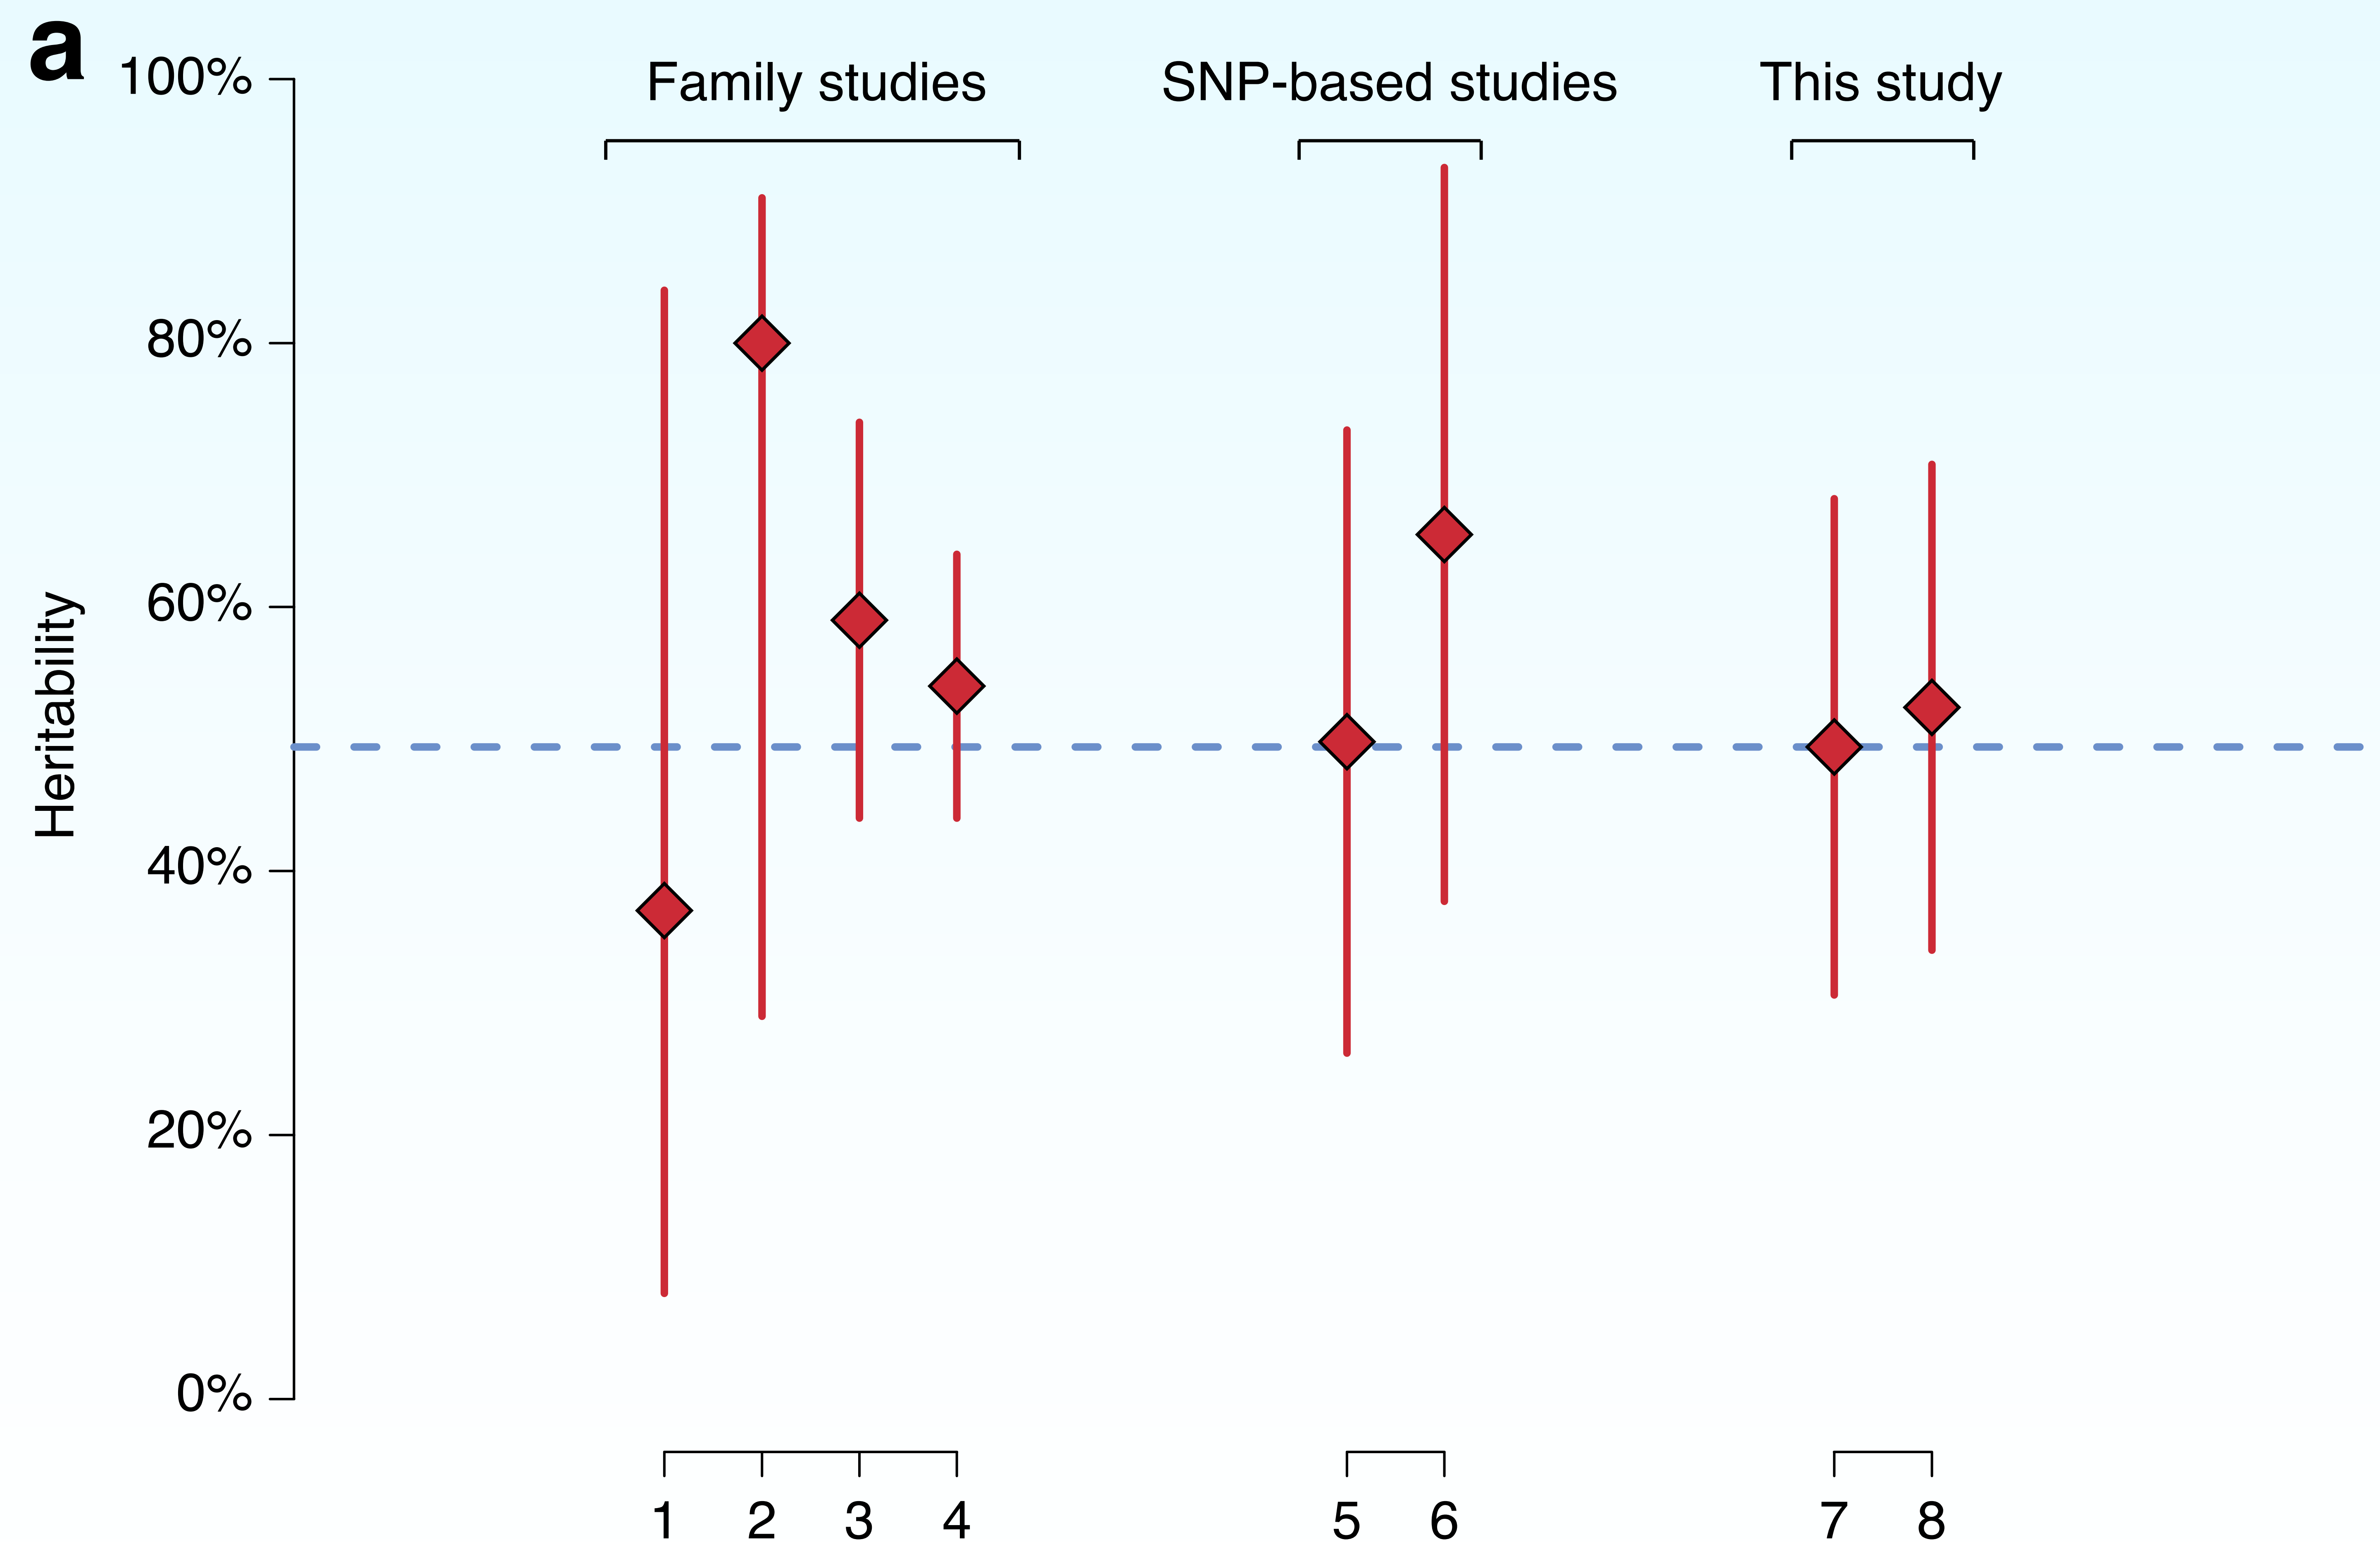 a
Family studies
SNP-based studies
This study
100%
80%
60%
40%
20%
0%
Heritability
1 2 3 4 5 6 7 8